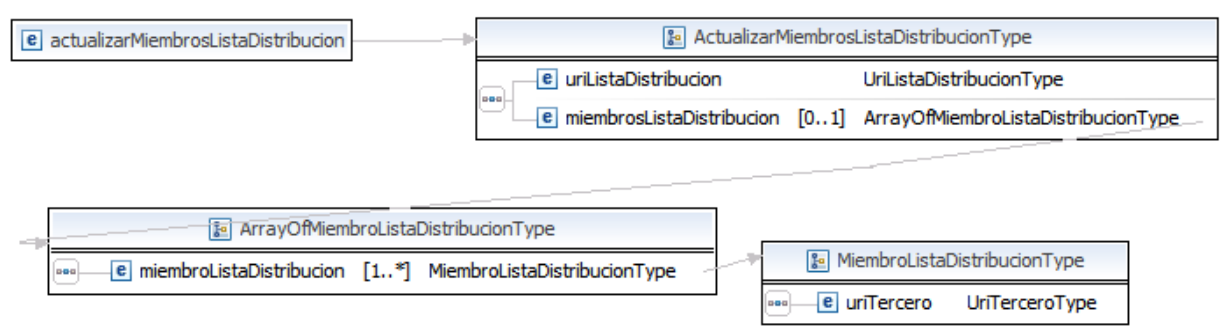 actualizarMiembrosListaDistribucion
ActualizarMiembrosListaDistribucionType
uriListaDistribucion UriListaDistribucionType
miembrosListaDistribucion [0..1] ArrayOfMiembroListaDistribucionType
ArrayOfMiembroListaDistribucionType
miembroListaDistribucion [1..*] MiembroListaDistribucionType
MiembroListaDistribucionType
uriTercero UriTerceroType